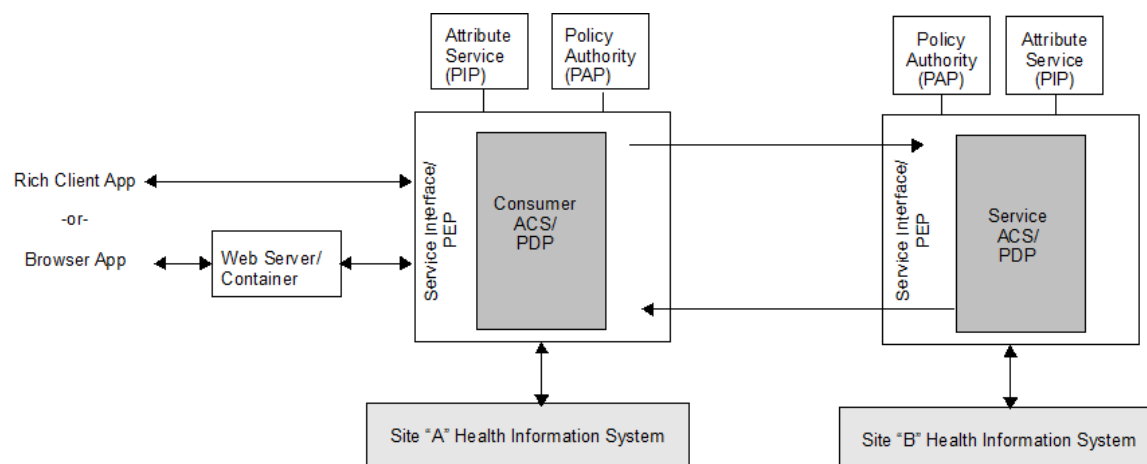 Attribute
Service
(PIP)
Policy
Authority
(PAP)
Policy
Authority
(PAP)
Attribute
Service
(PIP)
Rich Client App
-or-
Browser App
Web Server/
Container
Service Interface/
PEP
Consumer
ACS/
PDP
Service Interface/
PEP
Service
ACS/
PDP
Site “A” Health Information System
Site “B” Health Information System